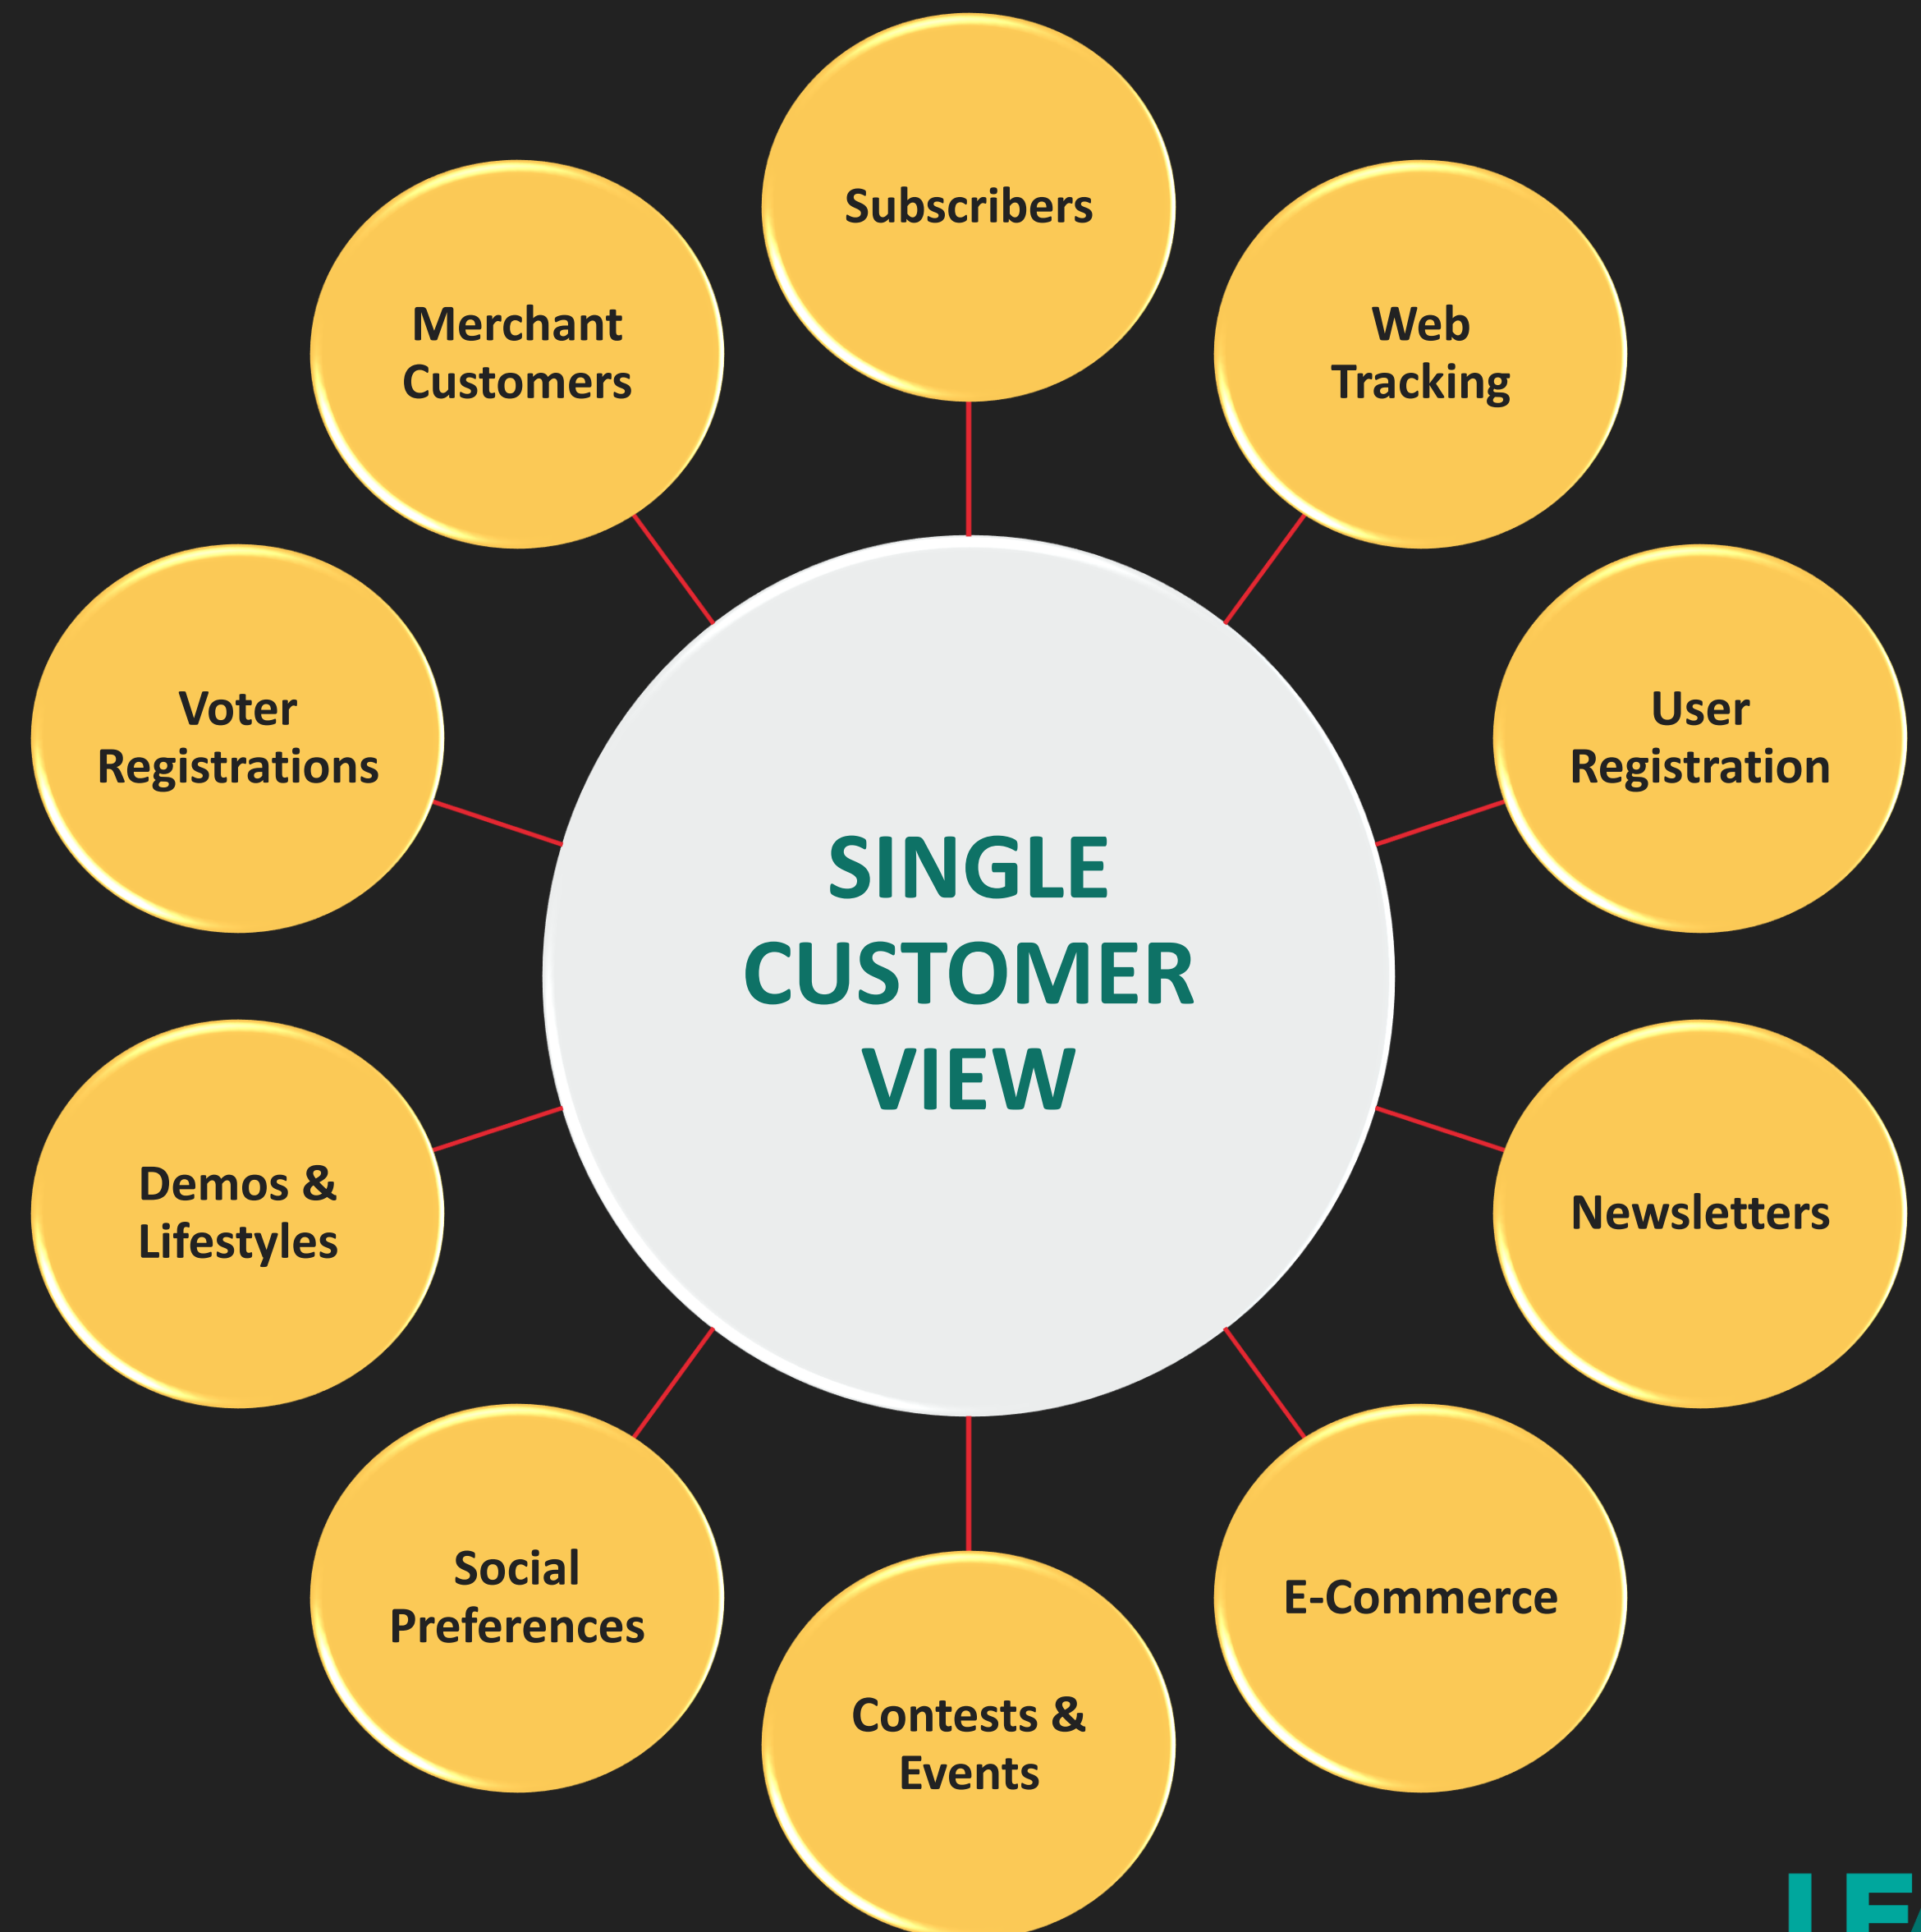 Subscribers
Merchant
Customers
Web
Tracking
Voter
Registrations
User
Registration
SINGLE
CUSTOMER
VIEW
Demos &
Lifestyles
Newsletters
Social
Preferences
E-Commerce
Contests &
Events